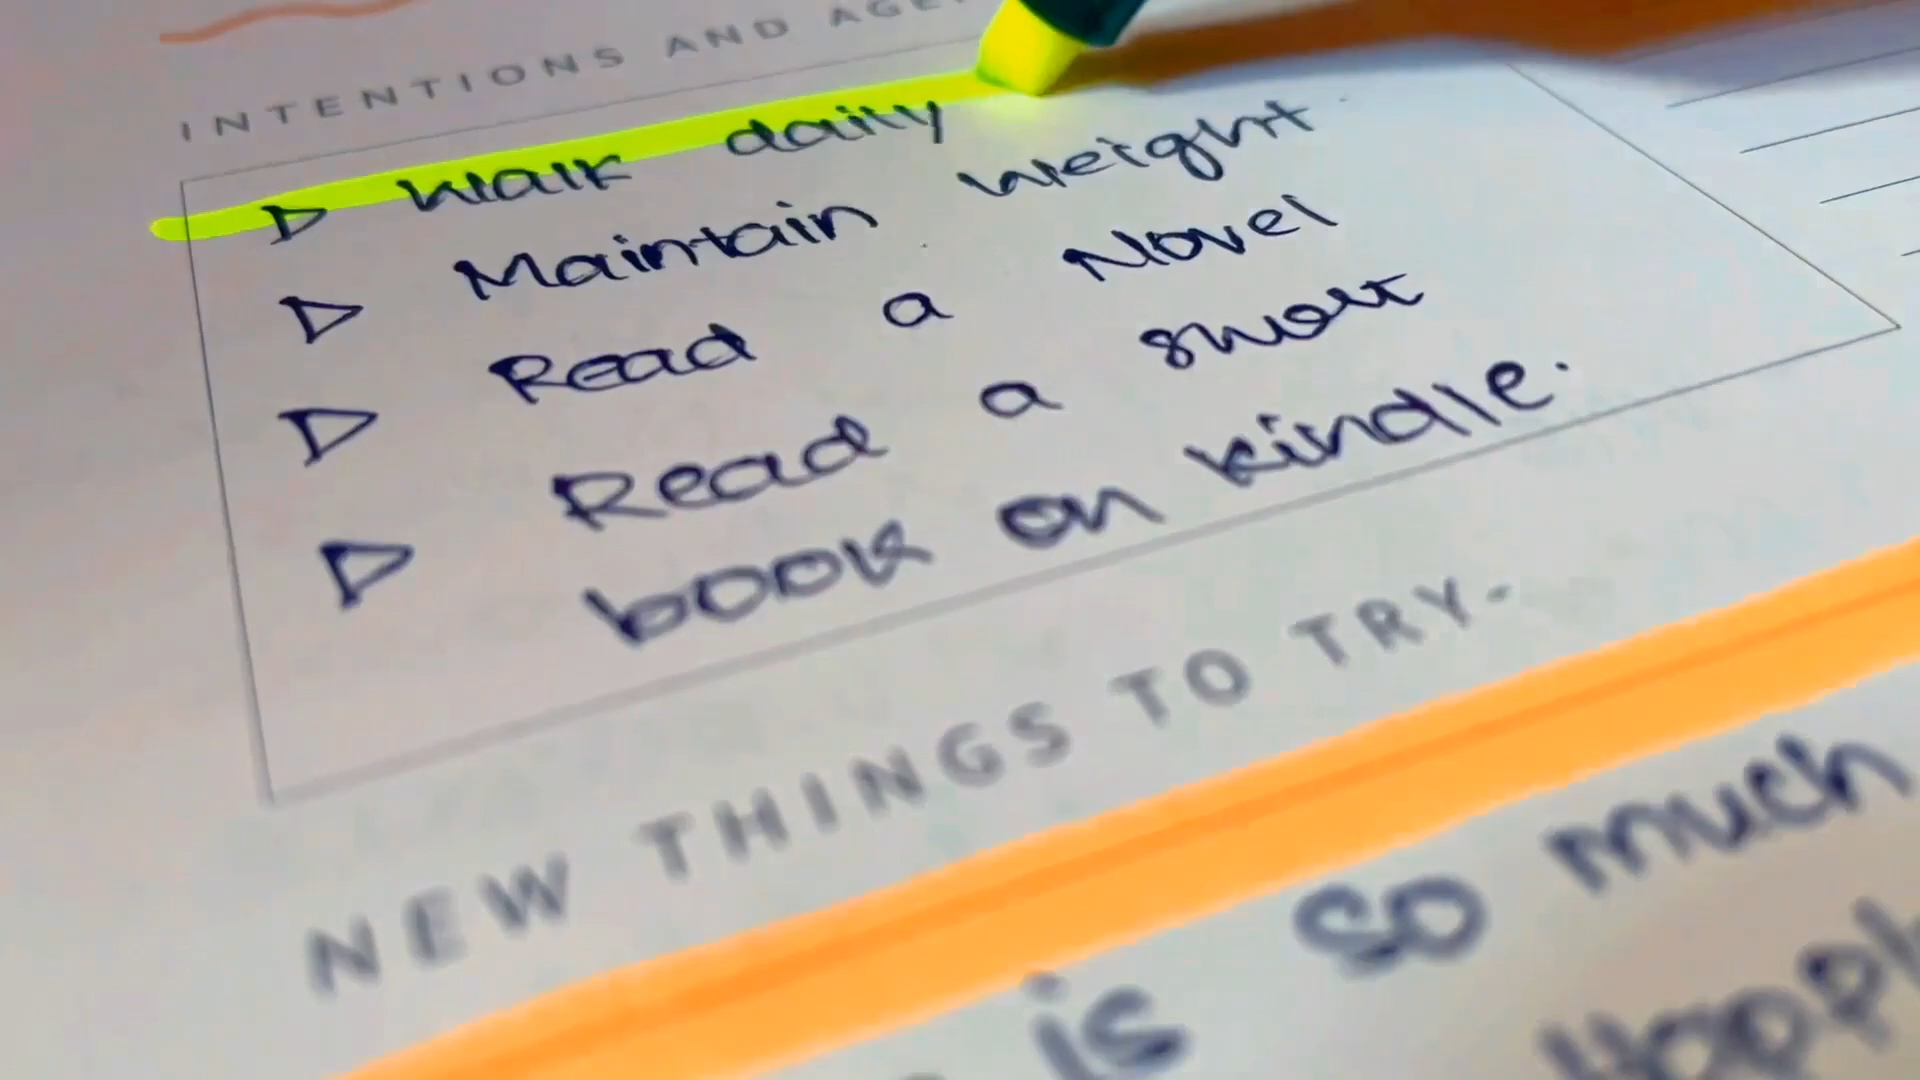 INTENTIONS AND
▷ Walk daily
▷ Maintain weight.
▷ Read a Novel
▷ Read a short
book on kindle.
NEW THINGS TO TRY.
is so much